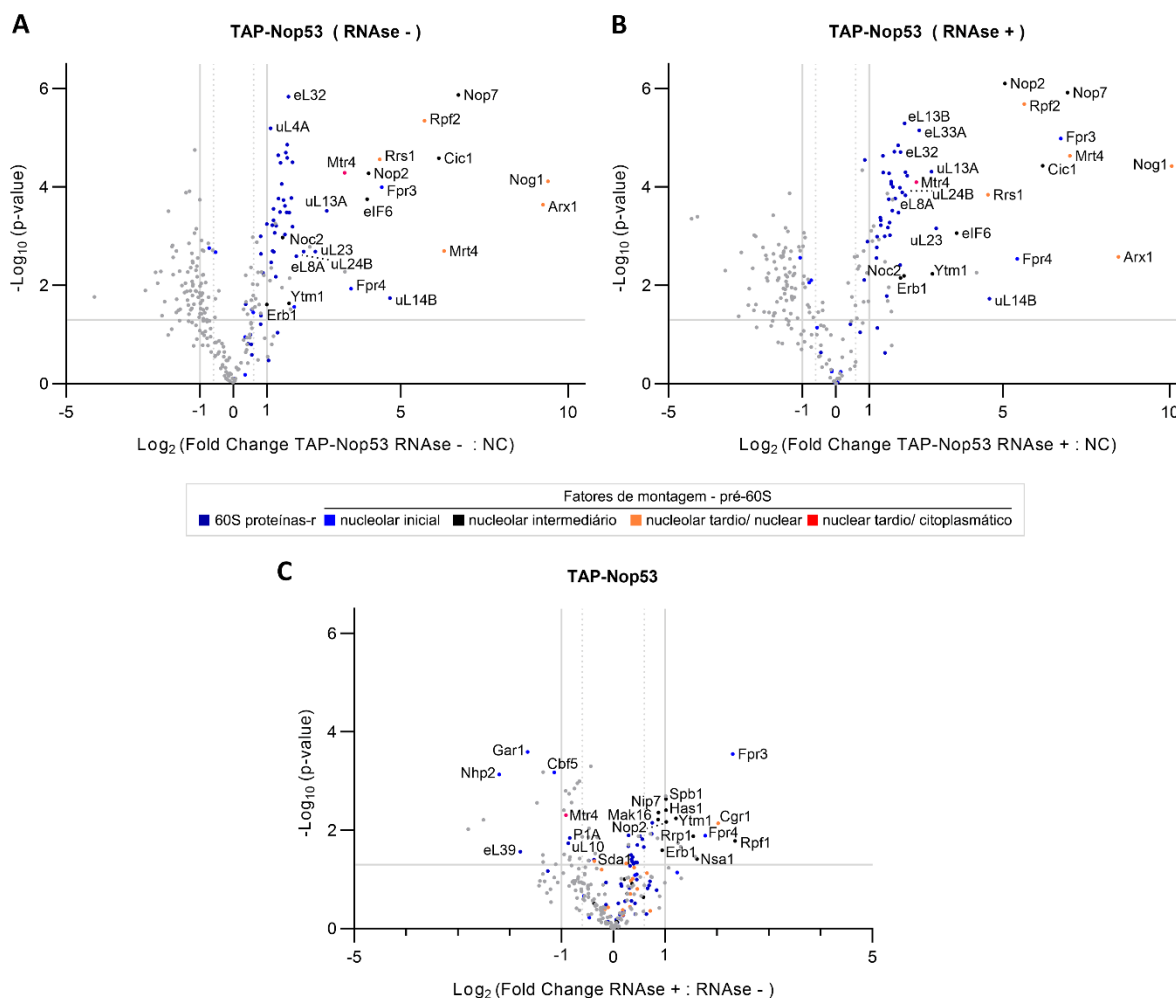 A
TAP-Nop53 ( RNAse - )
-Log10 (p-value)
6
4
2
0
eL32
Nop7
uL4A
Rpf2
Mtr4
Rrs1
Cic1
Nop2
Nog1
Fpr3
uL13A
eIF6
Arx1
Noc2
uL23
Mrt4
eL8A
uL24B
Fpr4
Ytm1
uL14B
Erb1
-5
-1
0
1
5
10
Log2 (Fold Change TAP-Nop53 RNAse - : NC)
B
TAP-Nop53 ( RNAse + )
-Log10 (p-value)
6
4
2
0
Nop2
Nop7
Rpf2
eL13B
eL33A
Fpr3
eL32
Mrt4
Nog1
uL13A
Cic1
Mtr4
uL24B
Rrs1
eL8A
uL23
eIF6
Noc2
Ytm1
Fpr4
Arx1
Erb1
uL14B
-5
-1
0
1
5
10
Log2 (Fold Change TAP-Nop53 RNAse + : NC)
Fatores de montagem - pré-60S
60S proteínas-r
nucleolar inicial
nucleolar intermediário
nucleolar tardio/ nuclear
nuclear tardio/ citoplasmático
C
TAP-Nop53
-Log10 (p-value)
6
4
2
0
Gar1
Fpr3
Nhp2
Cbf5
Spb1
Nip7
Has1
Mtr4
Mak16
Ytm1
Cgr1
Nop2
P1A
Rrp1
Fpr4
Rpf1
uL10
eL39
Sda1
Erb1
Nsa1
-5
-1
0
1
5
Log2 (Fold Change RNAse + : RNAse - )